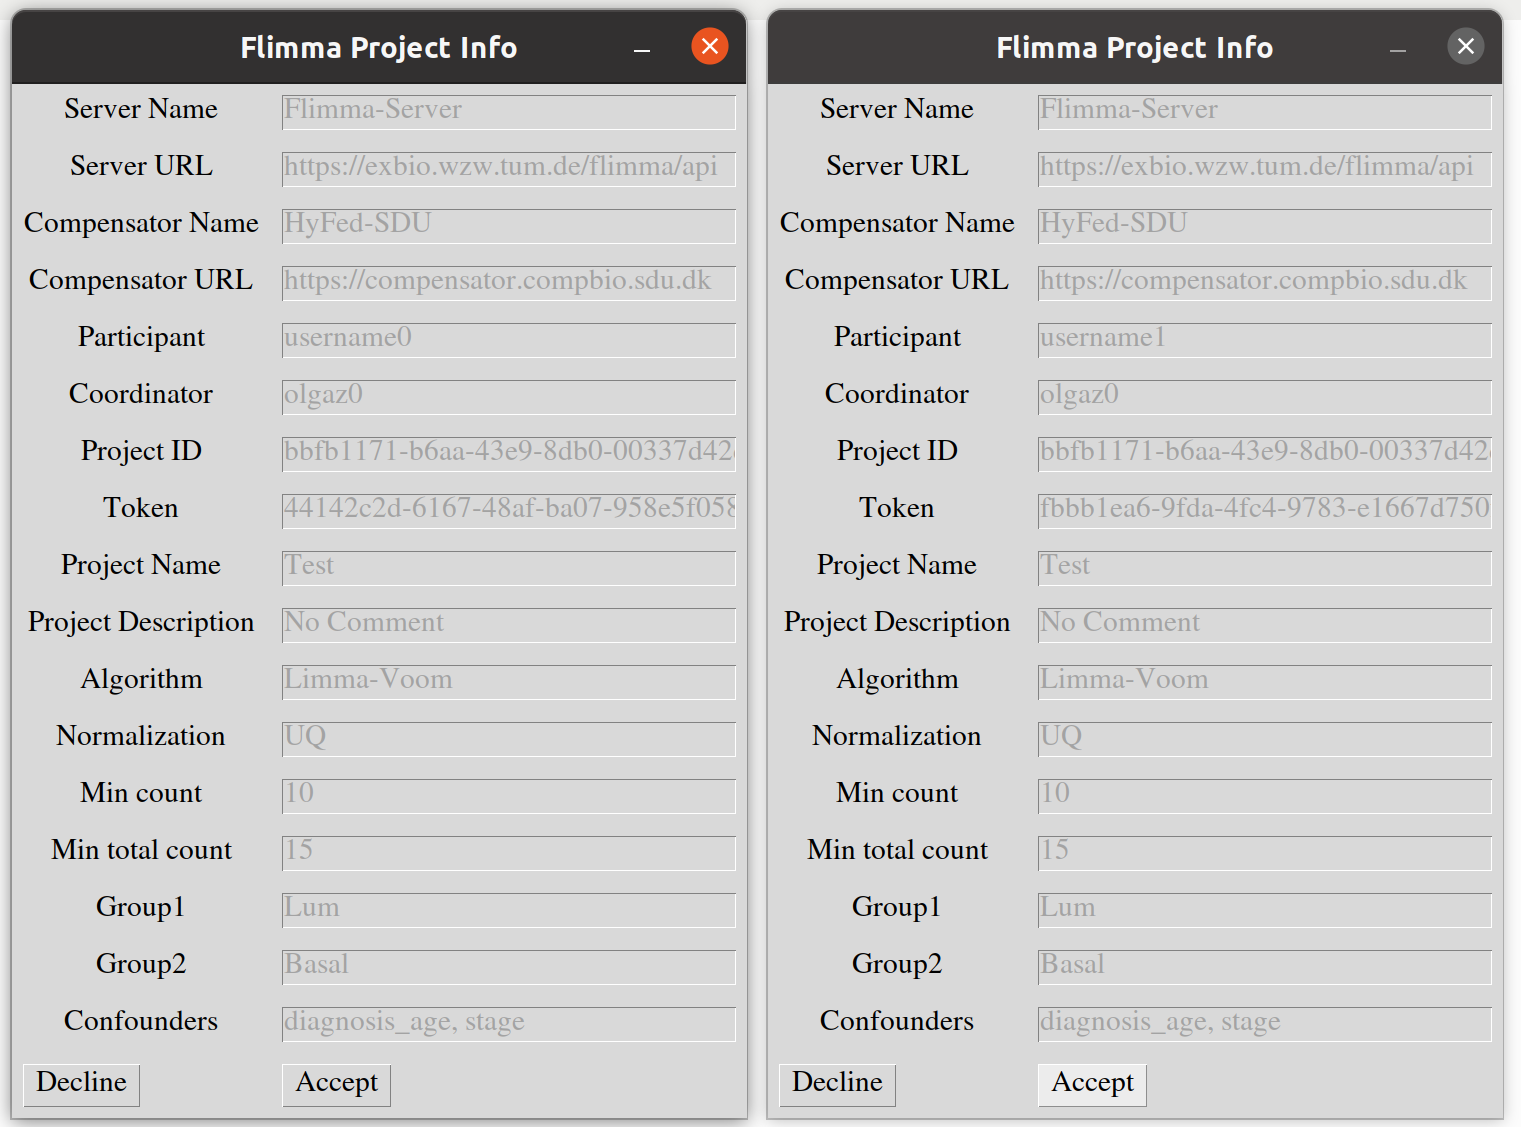 Flimma Project Info
Server Name Flimma-Server
Server URL https://exbio.wzw.tum.de/flimma/api
Compensator Name HyFed-SDU
Compensator URL https://compensator.compbio.sdu.dk
Participant username0
Coordinator olgaz0
Project ID bbfb1171-b6aa-43e9-8db0-00337d42
Token 44142c2d-6167-48af-ba07-958e5f058
Project Name Test
Project Description No Comment
Algorithm Limma-Voom
Normalization UQ
Min count 10
Min total count 15
Group1 Lum
Group2 Basal
Confounders diagnosis_age, stage
Decline Accept
Flimma Project Info
Server Name Flimma-Server
Server URL https://exbio.wzw.tum.de/flimma/api
Compensator Name HyFed-SDU
Compensator URL https://compensator.compbio.sdu.dk
Participant username1
Coordinator olgaz0
Project ID bbfb1171-b6aa-43e9-8db0-00337d42
Token fbbb1ea6-9fda-4fc4-9783-e1667d750
Project Name Test
Project Description No Comment
Algorithm Limma-Voom
Normalization UQ
Min count 10
Min total count 15
Group1 Lum
Group2 Basal
Confounders diagnosis_age, stage
Decline Accept